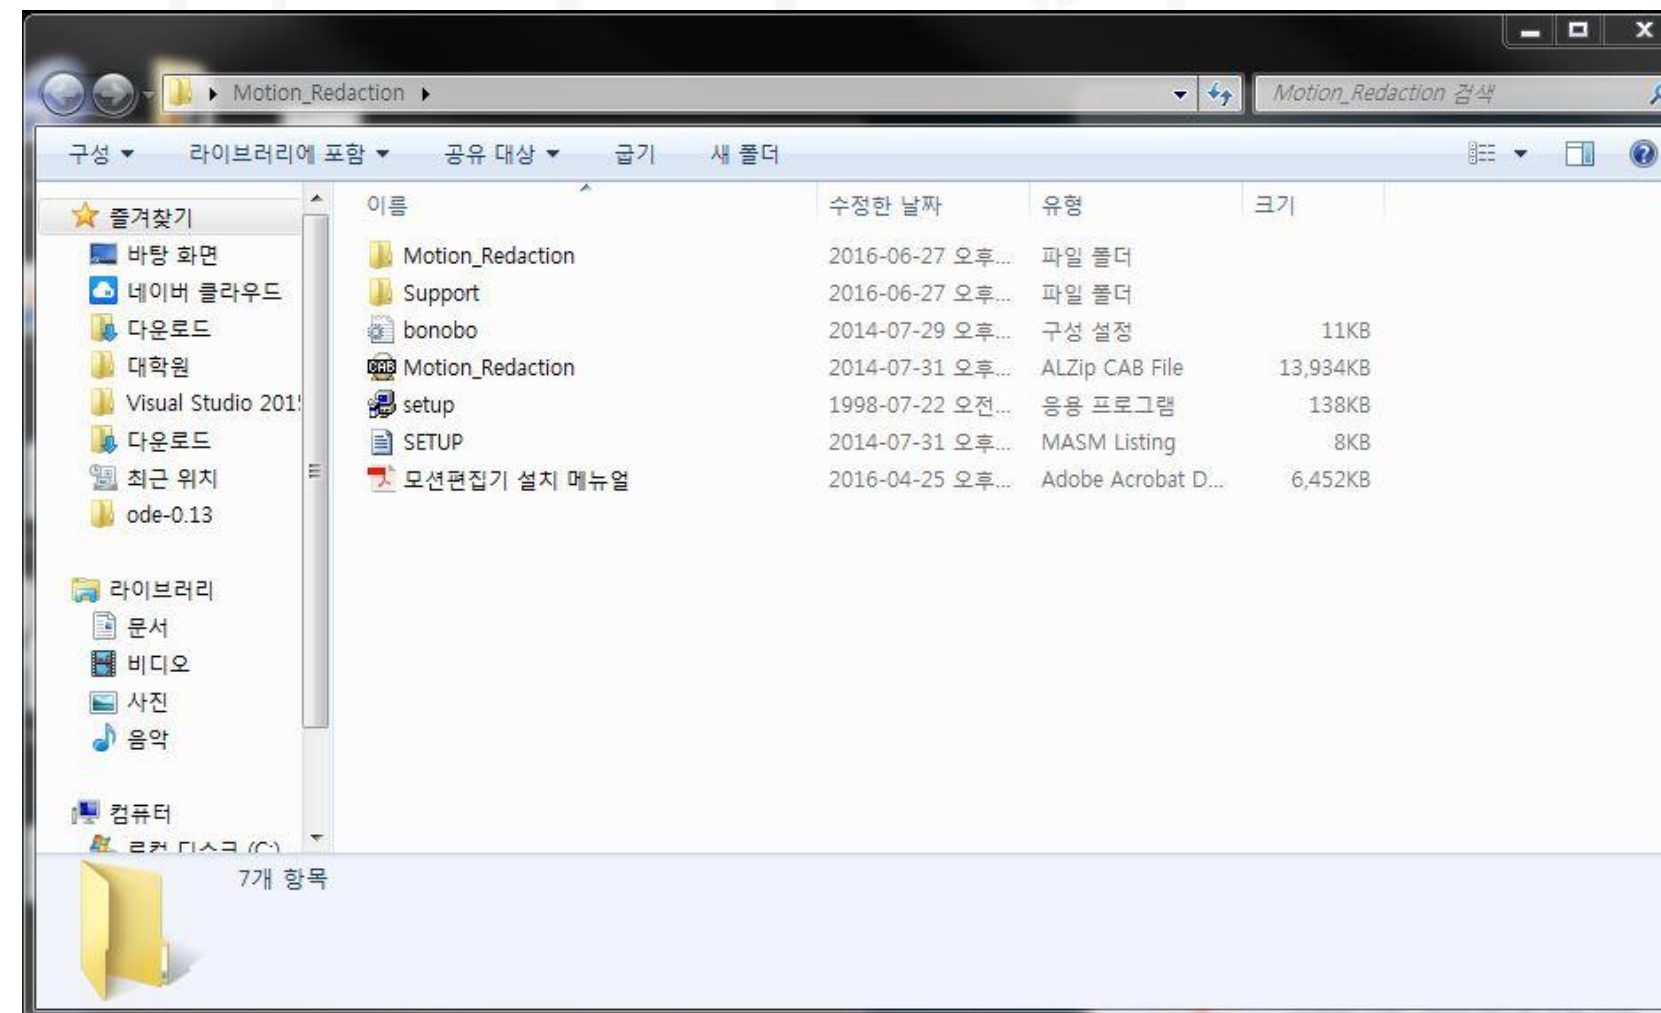 Motion_Redaction
Motion_Redaction 검색
구성 라이브러리에 포함 공유 대상 굽기 새 폴더
즐겨찾기
바탕 화면
네이버 클라우드
다운로드
대학원
Visual Studio 201
다운로드
최근 위치
ode-0.13
라이브러리
문서
비디오
사진
음악
컴퓨터
로컬 디스크 (C:)
이름 수정한 날짜 유형 크기
Motion_Redaction 2016-06-27 오후... 파일 폴더
Support 2016-06-27 오후... 파일 폴더
bonobo 2014-07-29 오후... 구성 설정 11KB
Motion_Redaction 2014-07-31 오후... ALZip CAB File 13,934KB
setup 1998-07-22 오전... 응용 프로그램 138KB
SETUP 2014-07-31 오후... MASM Listing 8KB
모션편집기 설치 메뉴얼 2016-04-25 오후... Adobe Acrobat D... 6,452KB
7개 항목